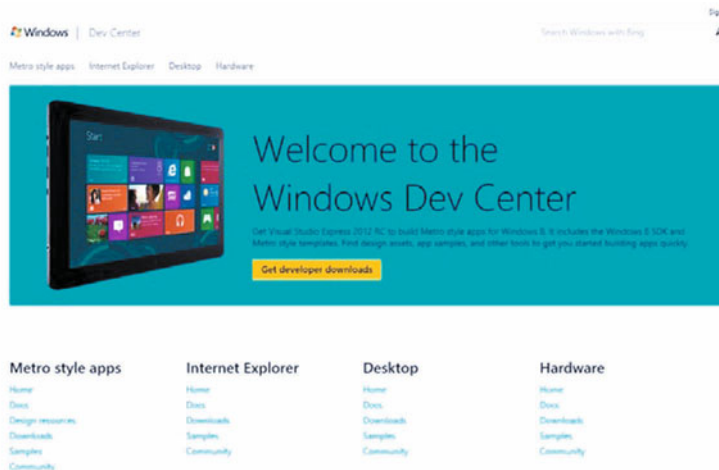 Windows | Dev Center
Search Windows with Bing
Metro style apps Internet Explorer Desktop Hardware
Start
Welcome to the
Windows Dev Center
Get Visual Studio Express 2012 RC to build Metro style apps for Windows 8. It includes the Windows 8 SDK and
Metro style templates. Find design assets, app samples, and other tools to get you started building apps quickly.
Get developer downloads
Metro style apps Internet Explorer Desktop Hardware
Home Home Home Home
Docs Docs Docs Docs
Design resources Downloads Downloads Downloads
Downloads Samples Samples Samples
Samples Community Community Community
Community